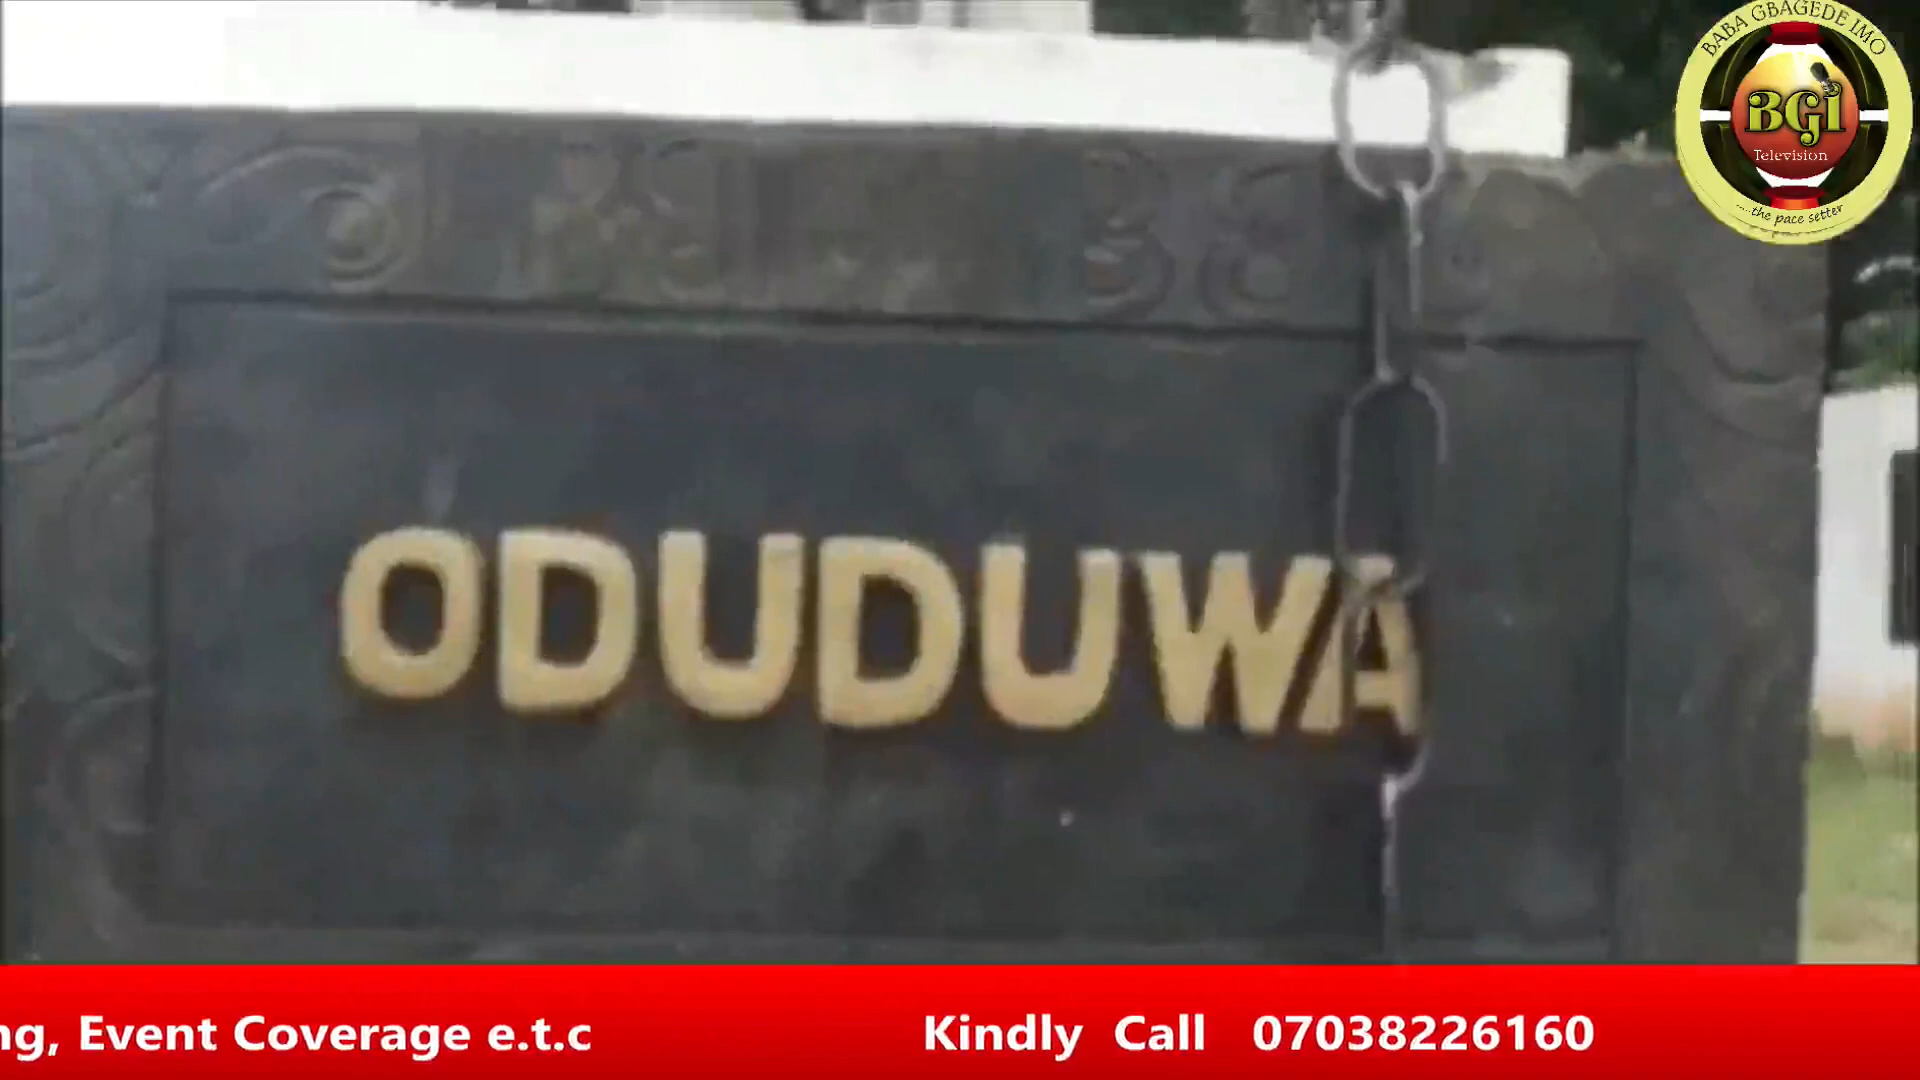 BABA GBAGEDE IMO
BGI
Television
....the pace setter
ODUDUWA
ng, Event Coverage e.t.c Kindly Call 07038226160